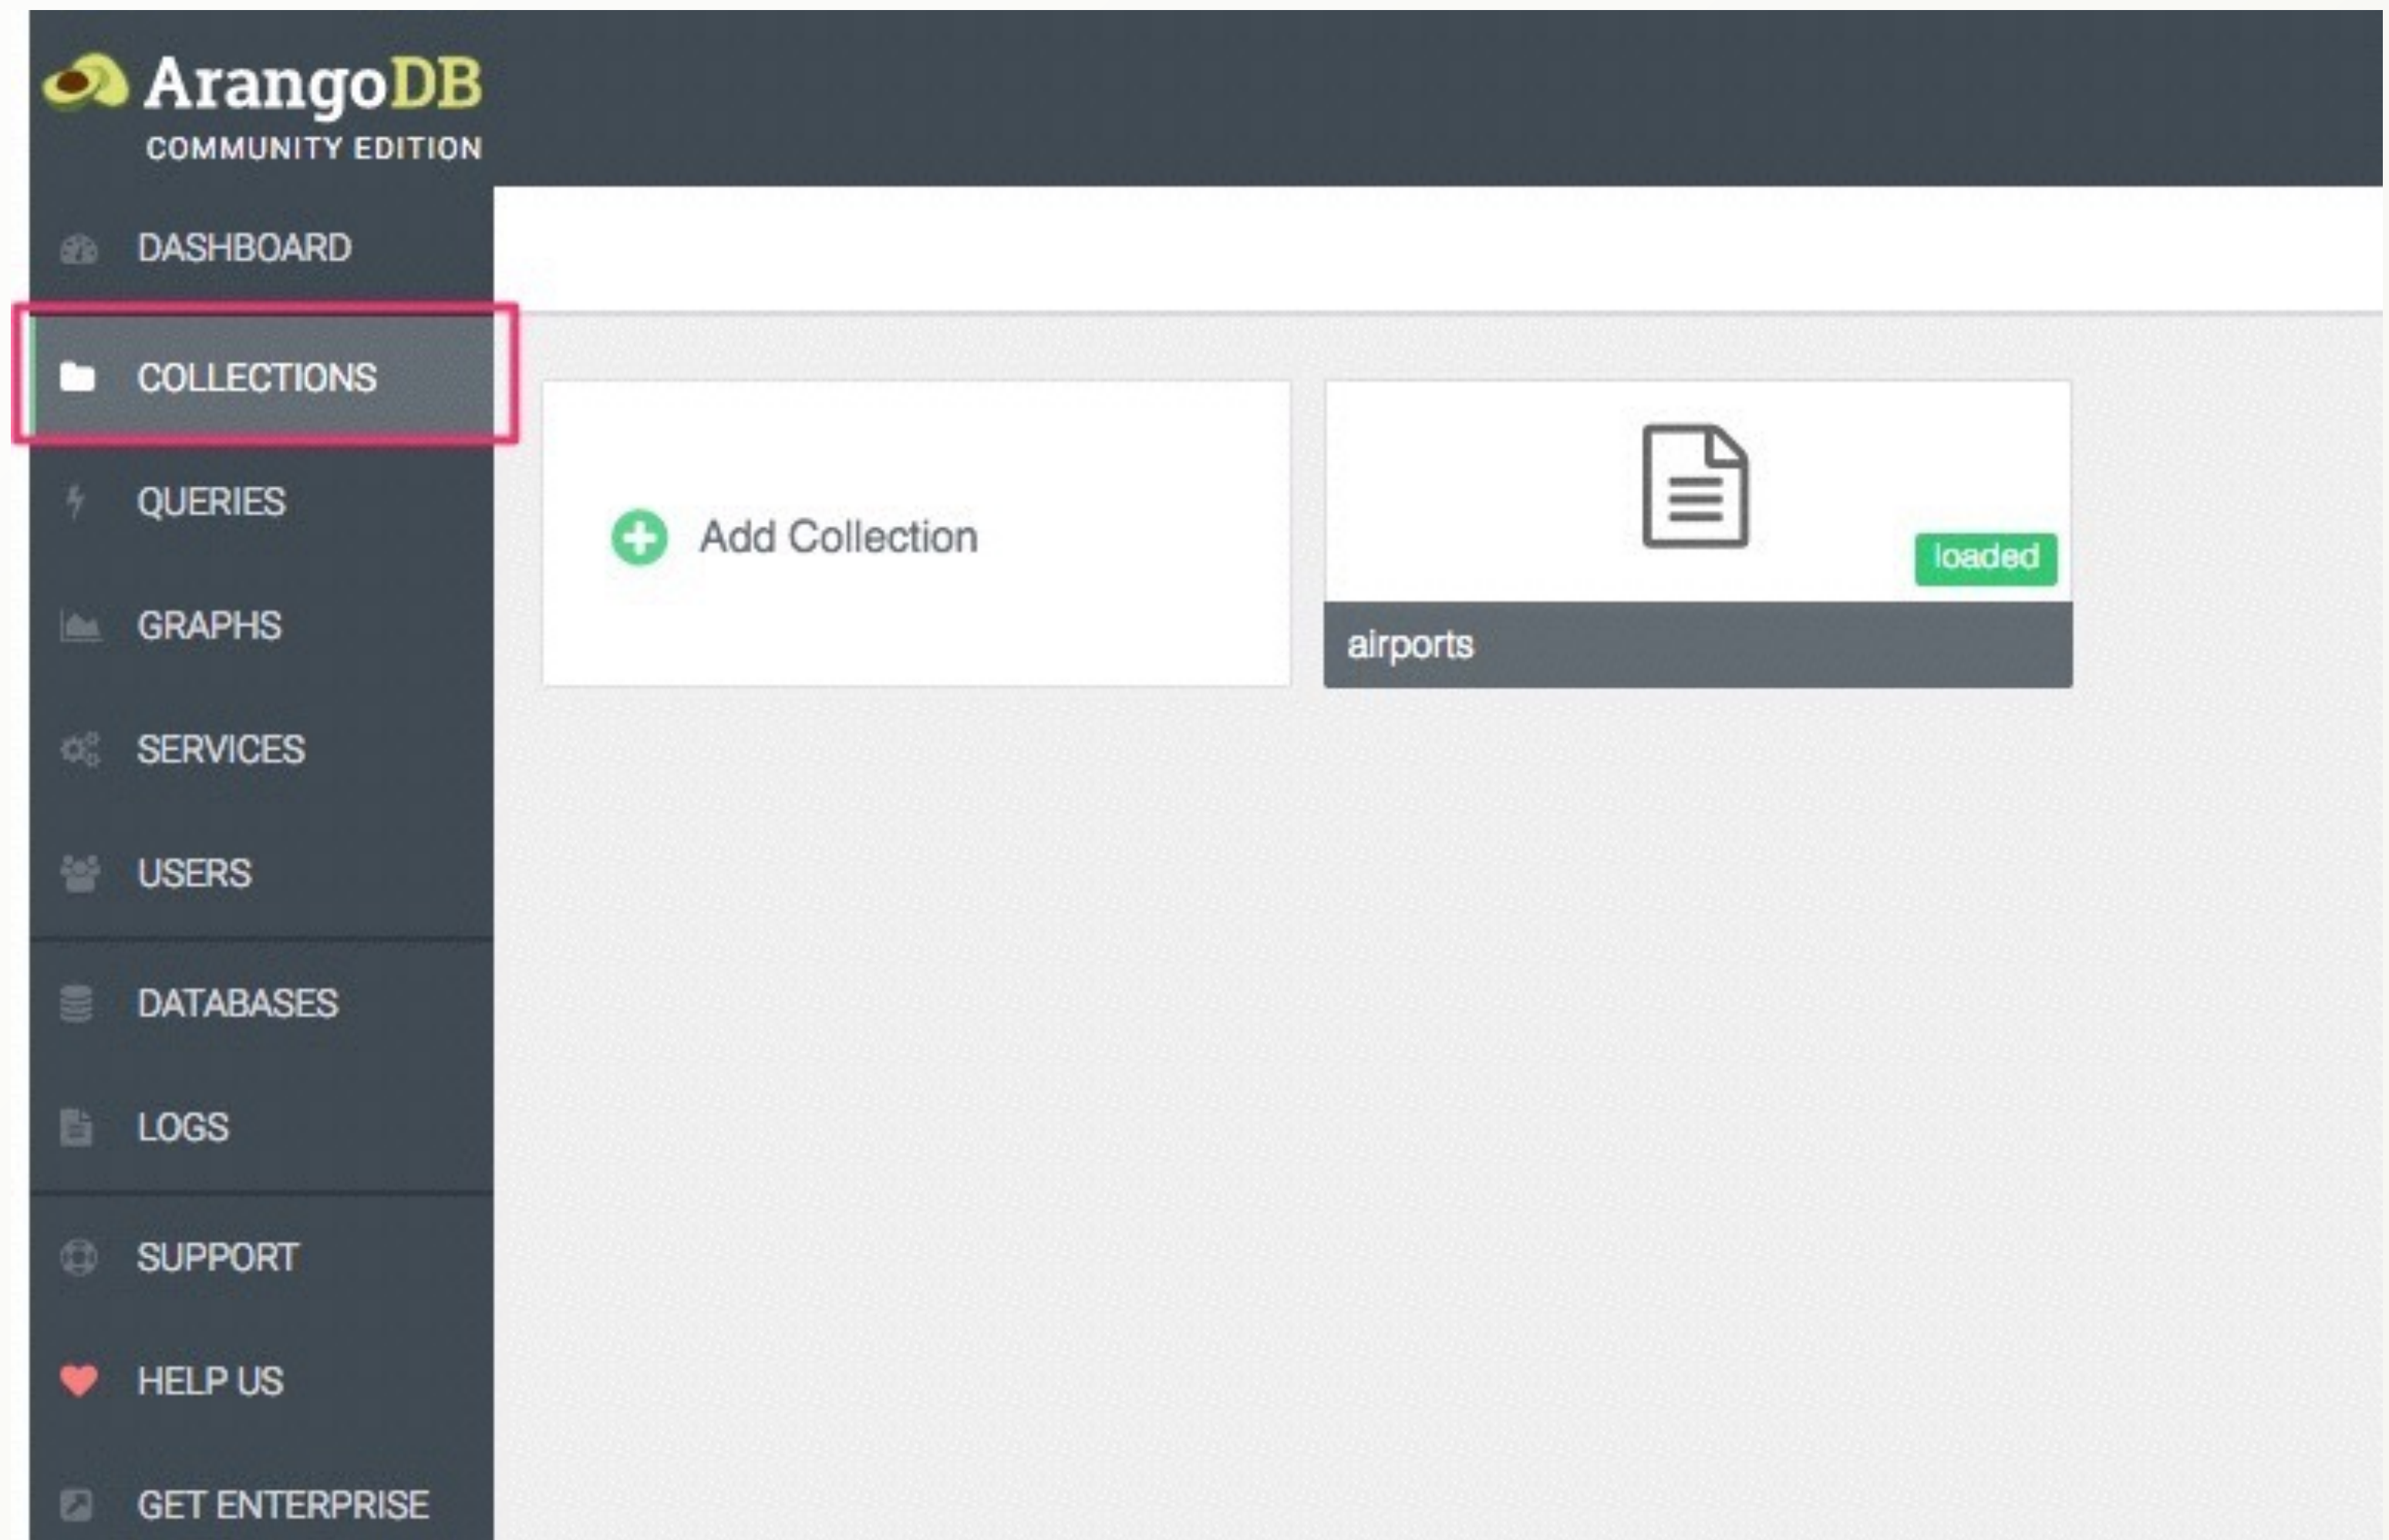 ArangoDB
COMMUNITY EDITION
DASHBOARD
COLLECTIONS
QUERIES
GRAPHS
SERVICES
USERS
DATABASES
LOGS
SUPPORT
HELP US
GET ENTERPRISE
Add Collection
loaded
airports